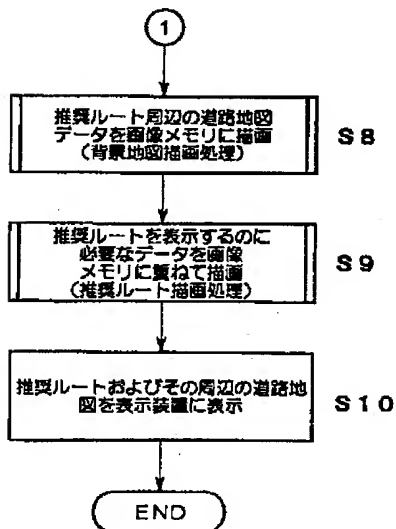 1
推奨ルート周辺の道路地図
データを画像メモリに描画
(背景地図描画処理)
S8
推奨ルートを表示するのに
必要なデータを画像
メモリに重ねて描画
(推奨ルート描画処理)
S9
推奨ルートおよびその周辺の道路地
図を表示装置に表示
S10
END